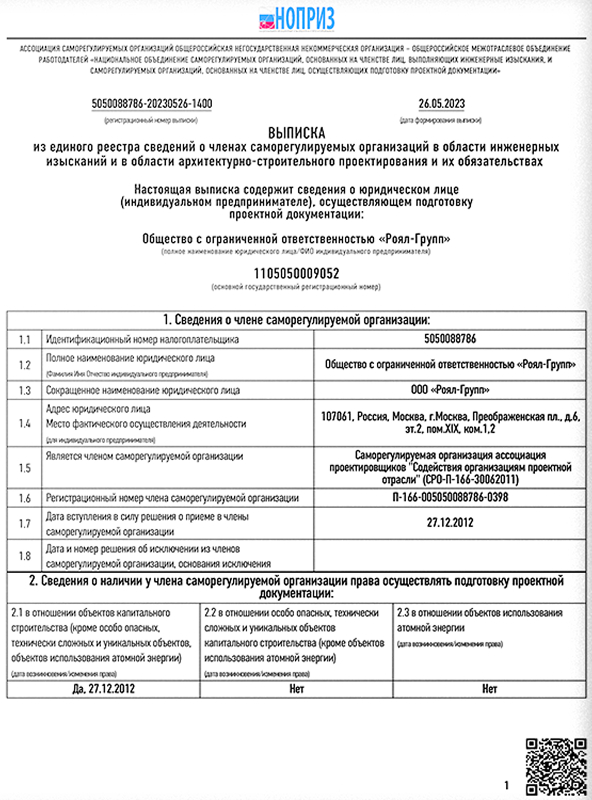 НОПРИЗ
АССОЦИАЦИЯ САМОРЕГУЛИРУЕМЫХ ОРГАНИЗАЦИЙ ОБЩЕРОССИЙСКАЯ НЕГОСУДАРСТВЕННАЯ НЕКОММЕРЧЕСКАЯ ОРГАНИЗАЦИЯ – ОБЩЕРОССИЙСКОЕ МЕЖОТРАСЛЕВОЕ ОБЪЕДИНЕНИЕ
РАБОТОДАТЕЛЕЙ «НАЦИОНАЛЬНОЕ ОБЪЕДИНЕНИЕ САМОРЕГУЛИРУЕМЫХ ОРГАНИЗАЦИЙ, ОСНОВАННЫХ НА ЧЛЕНСТВЕ ЛИЦ, ВЫПОЛНЯЮЩИХ ИНЖЕНЕРНЫЕ ИЗЫСКАНИЯ, И
САМОРЕГУЛИРУЕМЫХ ОРГАНИЗАЦИЙ, ОСНОВАННЫХ НА ЧЛЕНСТВЕ ЛИЦ, ОСУЩЕСТВЛЯЮЩИХ ПОДГОТОВКУ ПРОЕКТНОЙ ДОКУМЕНТАЦИИ»
5050088786-20230526-1400 26.05.2023
(регистрационный номер выписки) (дата формирования выписки)
ВЫПИСКА
из единого реестра сведений о членах саморегулируемых организаций в области инженерных
изысканий и в области архитектурно-строительного проектирования и их обязательствах
Настоящая выписка содержит сведения о юридическом лице
(индивидуальном предпринимателе), осуществляющем подготовку
проектной документации:
Общество с ограниченной ответственностью «Роял-Групп»
(полное наименование юридического лица/ФИО индивидуального предпринимателя)
1105050009052
(основной государственный регистрационный номер)
1. Сведения о члене саморегулируемой организации:
1.1 Идентификационный номер налогоплательщика 5050088786
1.2 Полное наименование юридического лица
(Фамилия Имя Отчество индивидуального предпринимателя)
Общество с ограниченной ответственностью «Роял-Групп»
1.3 Сокращенное наименование юридического лица ООО «Роял-Групп»
1.4 Адрес юридического лица
Место фактического осуществления деятельности
(для индивидуального предпринимателя)
107061, Россия, Москва, г.Москва, Преображенская пл., д.6,
эт.2, пом.XIX, ком.1,2
1.5 Является членом саморегулируемой организации
Саморегулируемая организация ассоциация
проектировщиков "Содействия организациям проектной
отрасли" (СРО-П-166-30062011)
1.6 Регистрационный номер члена саморегулируемой организации П-166-005050088786-0398
1.7 Дата вступления в силу решения о приеме в члены
саморегулируемой организации
27.12.2012
1.8 Дата и номер решения об исключении из членов
саморегулируемой организации, основания исключения
2. Сведения о наличии у члена саморегулируемой организации права осуществлять подготовку проектной
документации:
2.1 в отношении объектов капитального
строительства (кроме особо опасных,
технически сложных и уникальных объектов,
объектов использования атомной энергии)
(дата возникновения/изменения права)
2.2 в отношении особо опасных, технически
сложных и уникальных объектов
капитального строительства (кроме объектов
использования атомной энергии)
(дата возникновения/изменения права)
2.3 в отношении объектов использования
атомной энергии
(дата возникновения/изменения права)
Да, 27.12.2012 Нет Нет
1